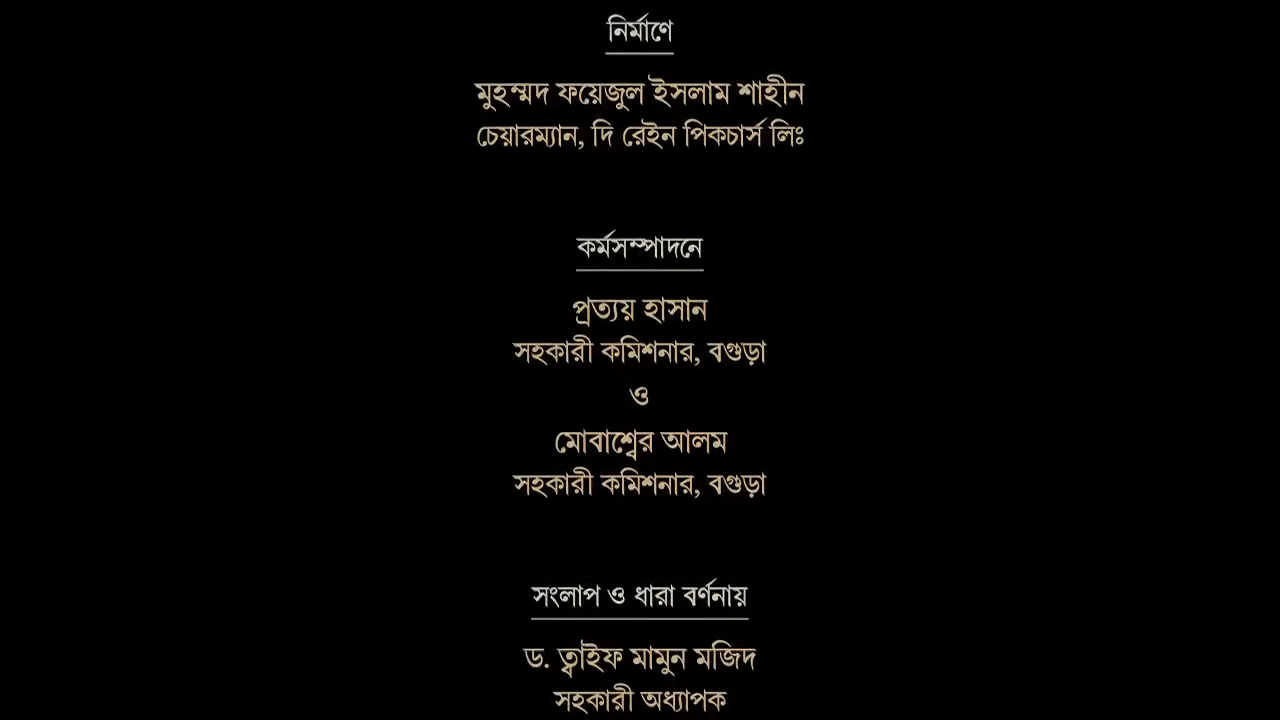 নির্মাণে
মুহম্মদ ফয়েজুল ইসলাম শাহীন
চেয়ারম্যান, দি রেইন পিকচার্স লিঃ
কর্মসম্পাদনে
প্রত্যয় হাসান
সহকারী কমিশনার, বগুড়া
ও
মোবাশ্বের আলম
সহকারী কমিশনার, বগুড়া
সংলাপ ও ধারা বর্ণনায়
ড. ত্বাইফ মামুন মজিদ
সহকারী অধ্যাপক